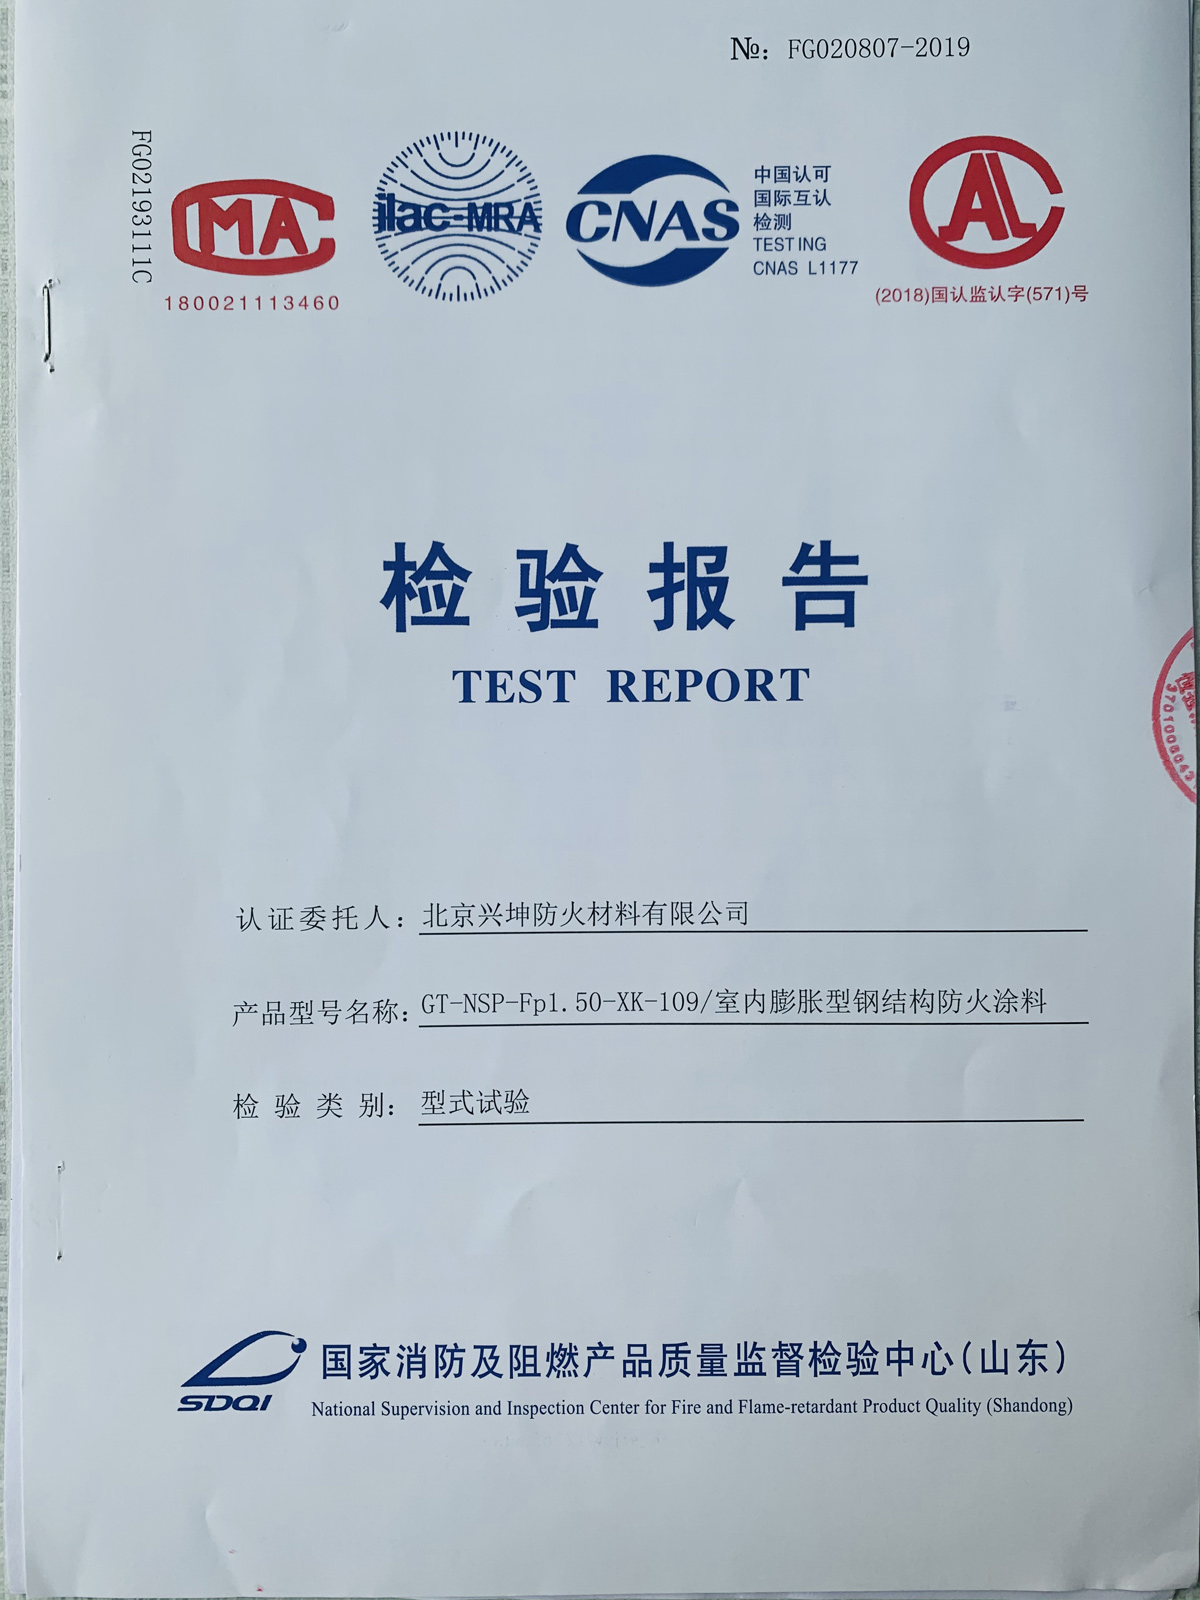 №: FG020807-2019
FG02193111C
CMA
180021113460
ilac-MRA
CNAS
中国认可
国际互认
检测
TESTING
CNAS L1177
CAL
(2018)国认监认字(571)号
检验报告
TEST REPORT
3701008043
认证委托人: 北京兴坤防火材料有限公司
产品型号名称: GT-NSP-Fp1.50-XK-109/室内膨胀型钢结构防火涂料
检验类别: 型式试验
SDQI
国家消防及阻燃产品质量监督检验中心(山东)
National Supervision and Inspection Center for Fire and Flame-retardant Product Quality (Shandong)